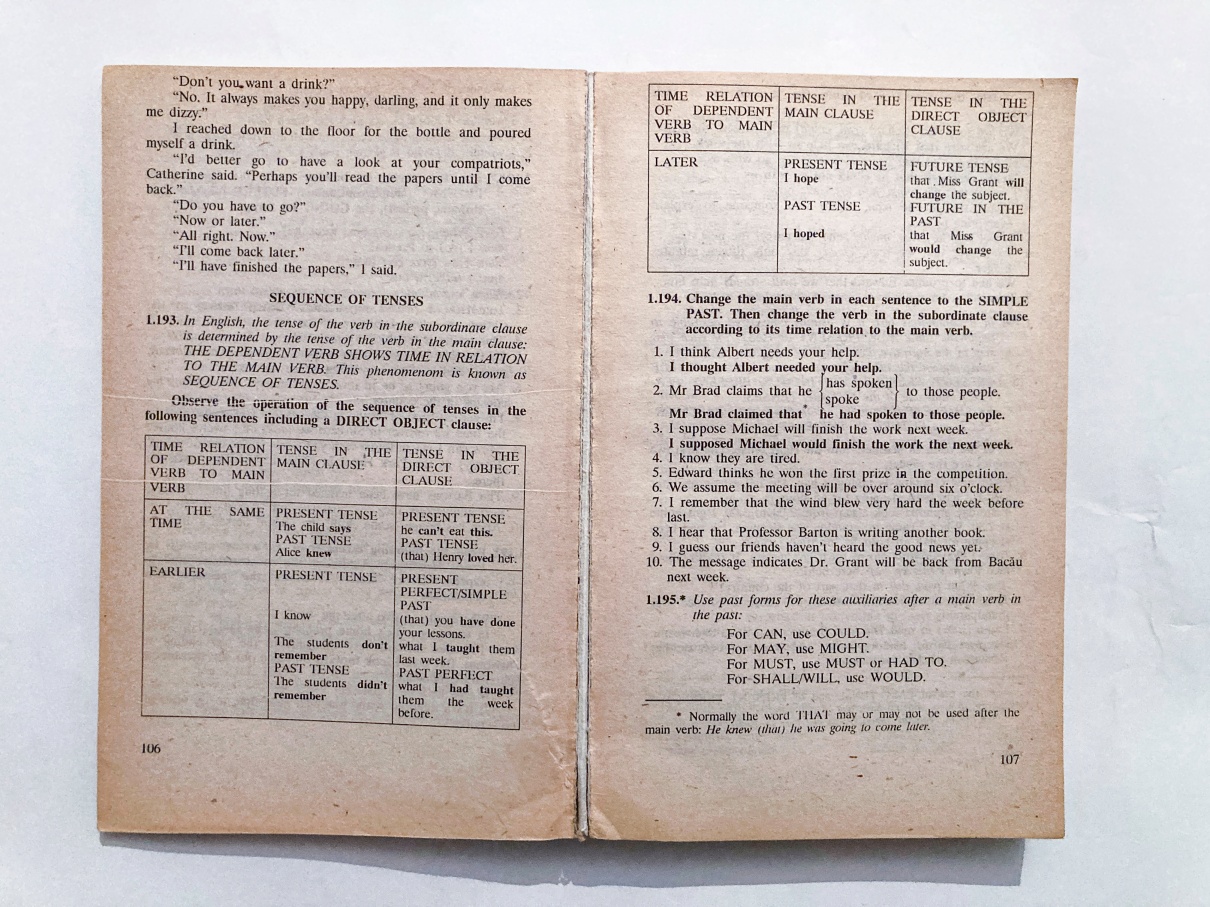 “Don’t you want a drink?”
“No. It always makes you happy, darling, and it only makes
me dizzy.”
I reached down to the floor for the bottle and poured
myself a drink.
“I’d better go to have a look at your compatriots,”
Catherine said. “Perhaps you’ll read the papers until I come
back.”
“Do you have to go?”
“Now or later.”
“All right. Now.”
“I’ll come back later.”
“I’ll have finished the papers,” I said.
SEQUENCE OF TENSES
1.193. In English, the tense of the verb in the subordinate clause
is determined by the tense of the verb in the main clause:
THE DEPENDENT VERB SHOWS TIME IN RELATION
TO THE MAIN VERB. This phenomenom is known as
SEQUENCE OF TENSES.
Observe the operation of the sequence of tenses in the
following sentences including a DIRECT OBJECT clause:
TIME RELATION
OF DEPENDENT
VERB TO MAIN
VERB
TENSE IN THE
MAIN CLAUSE
TENSE IN THE
DIRECT OBJECT
CLAUSE
AT THE SAME
TIME
PRESENT TENSE
The child says
PAST TENSE
Alice knew
PRESENT TENSE
he can’t eat this.
PAST TENSE
(that) Henry loved her.
EARLIER
PRESENT TENSE
I know
The students don’t
remember
PAST TENSE
The students didn’t
remember
PRESENT
PERFECT/SIMPLE
PAST
(that) you have done
your lessons.
what I taught them
last week.
PAST PERFECT
what I had taught
them the week
before.
106
TIME RELATION
OF DEPENDENT
VERB TO MAIN
VERB
TENSE IN THE
MAIN CLAUSE
TENSE IN THE
DIRECT OBJECT
CLAUSE
LATER
PRESENT TENSE
I hope
PAST TENSE
I hoped
FUTURE TENSE
that Miss Grant will
change the subject.
FUTURE IN THE
PAST
that Miss Grant
would change the
subject.
1.194. Change the main verb in each sentence to the SIMPLE
PAST. Then change the verb in the subordinate clause
according to its time relation to the main verb.
1. I think Albert needs your help.
I thought Albert needed your help.
2. Mr Brad claims that he {has spoken / spoke} to those people.
Mr Brad claimed that he had spoken to those people.
3. I suppose Michael will finish the work next week.
I supposed Michael would finish the work the next week.
4. I know they are tired.
5. Edward thinks he won the first prize in the competition.
6. We assume the meeting will be over around six o’clock.
7. I remember that the wind blew very hard the week before
last.
8. I hear that Professor Barton is writing another book.
9. I guess our friends haven’t heard the good news yet.
10. The message indicates Dr. Grant will be back from Bacău
next week.
1.195.* Use past forms for these auxiliaries after a main verb in
the past:
For CAN, use COULD.
For MAY, use MIGHT.
For MUST, use MUST or HAD TO.
For SHALL/WILL, use WOULD.
* Normally the word THAT may or may not be used after the
main verb: He knew (that) he was going to come later.
107